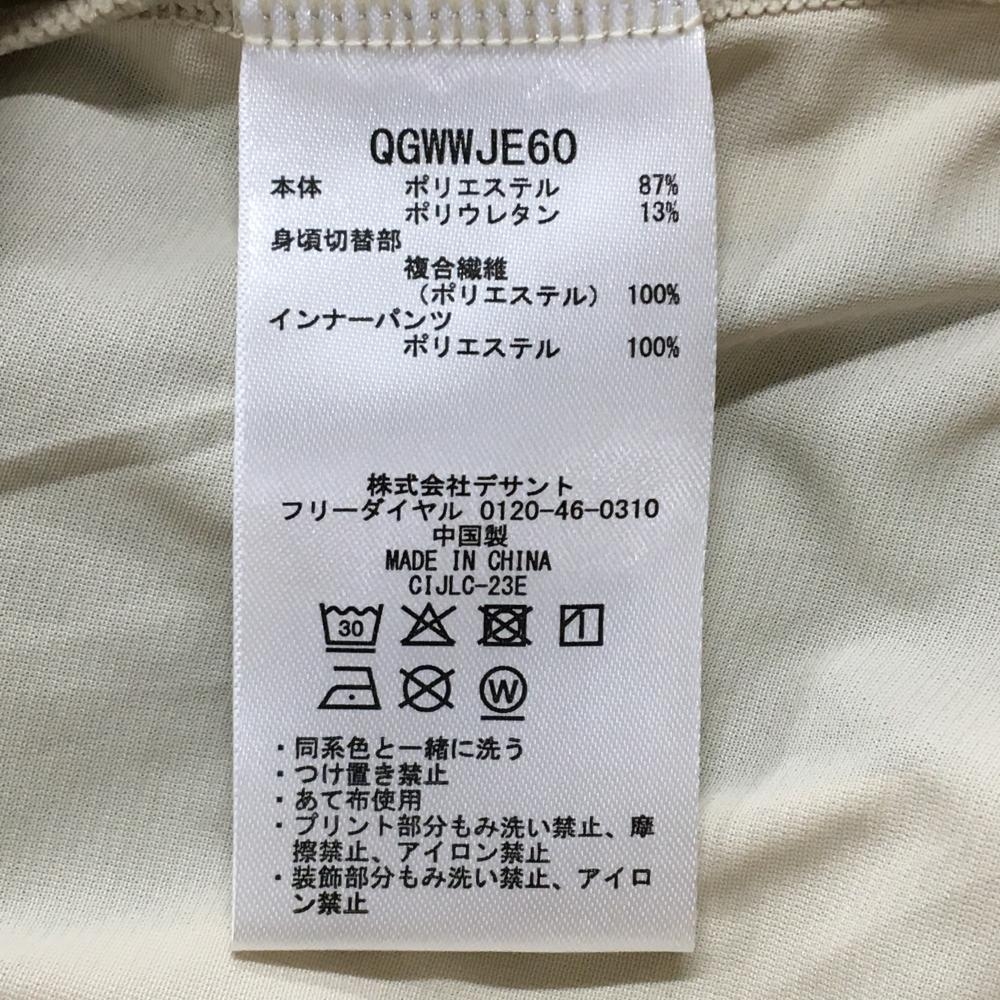 QGWWJE60
本体 ポリエステル 87%
ポリウレタン 13%
身頃切替部
複合繊維
(ポリエステル) 100%
インナーパンツ
ポリエステル 100%
株式会社デサント
フリーダイヤル 0120-46-0310
中国製
MADE IN CHINA
CIJLC-23E
30
W
・同系色と一緒に洗う
・つけ置き禁止
・あて布使用
・プリント部分もみ洗い禁止、摩
擦禁止、アイロン禁止
・装飾部分もみ洗い禁止、アイロ
ン禁止